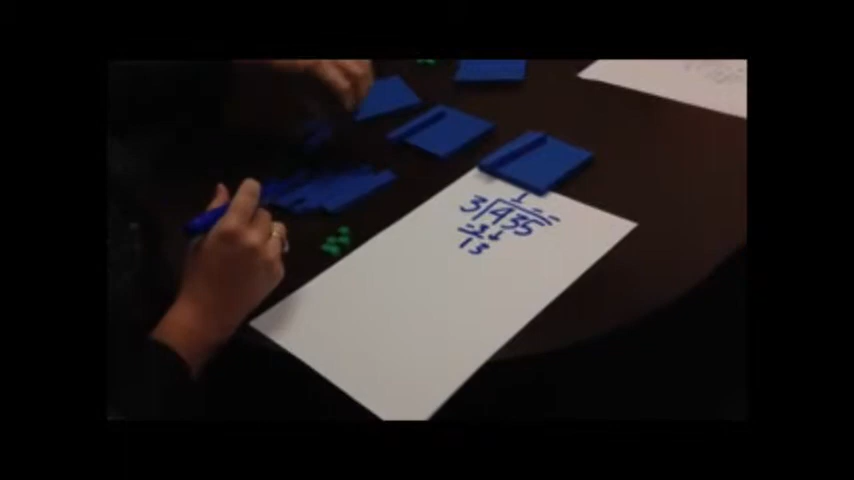 1 _ _
3)435
-3↓
13